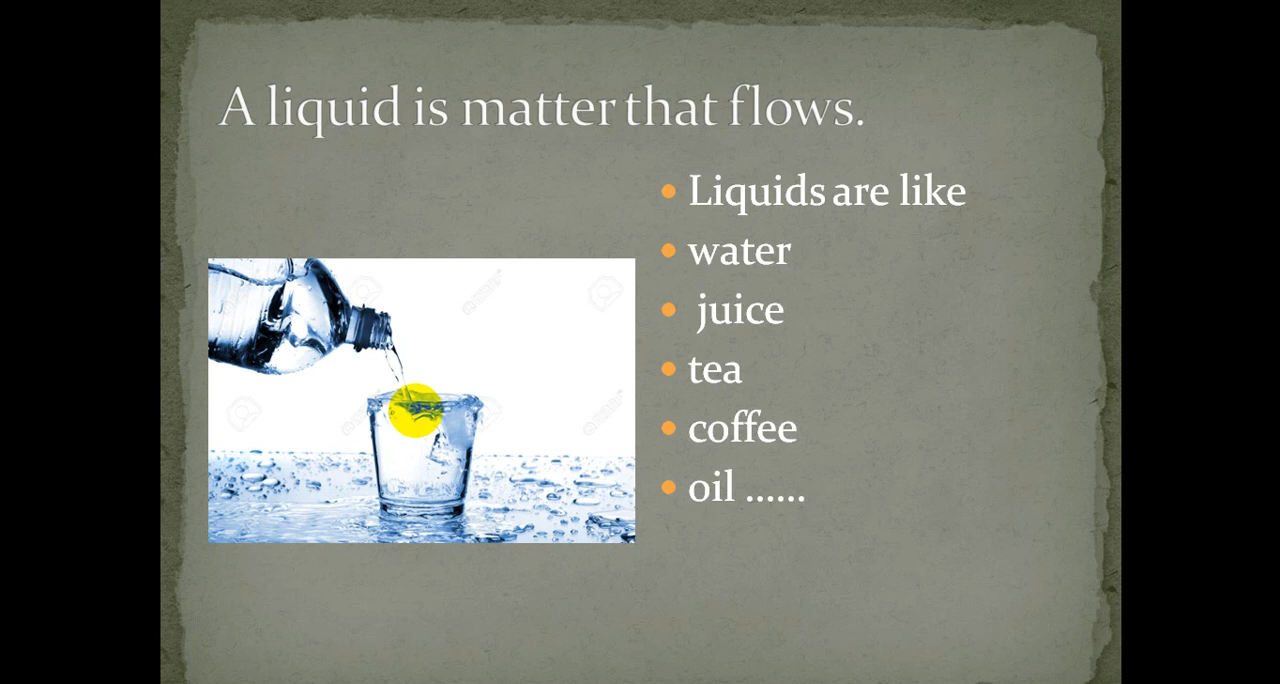 A liquid is matter that flows.
Liquids are like
water
juice
tea
coffee
oil ......